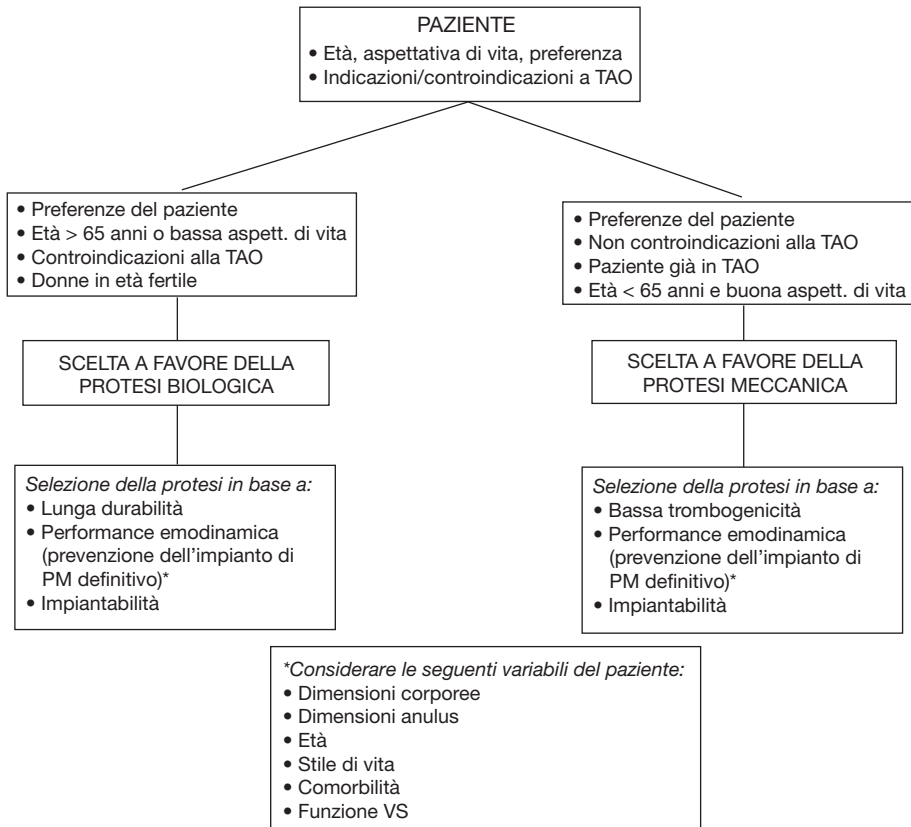 PAZIENTE
• Età, aspettativa di vita, preferenza
• Indicazioni/controindicazioni a TAO
• Preferenze del paziente
• Età > 65 anni o bassa aspett. di vita
• Controindicazioni alla TAO
• Donne in età fertile
• Preferenze del paziente
• Non controindicazioni alla TAO
• Paziente già in TAO
• Età < 65 anni e buona aspett. di vita
SCELTA A FAVORE DELLA
PROTESI BIOLOGICA
SCELTA A FAVORE DELLA
PROTESI MECCANICA
Selezione della protesi in base a:
• Lunga durabilità
• Performance emodinamica
(prevenzione dell'impianto di
PM definitivo)*
• Impiantabilità
Selezione della protesi in base a:
• Bassa trombogenicità
• Performance emodinamica
(prevenzione dell'impianto di
PM definitivo)*
• Impiantabilità
*Considerare le seguenti variabili del paziente:
• Dimensioni corporee
• Dimensioni anulus
• Età
• Stile di vita
• Comorbilità
• Funzione VS